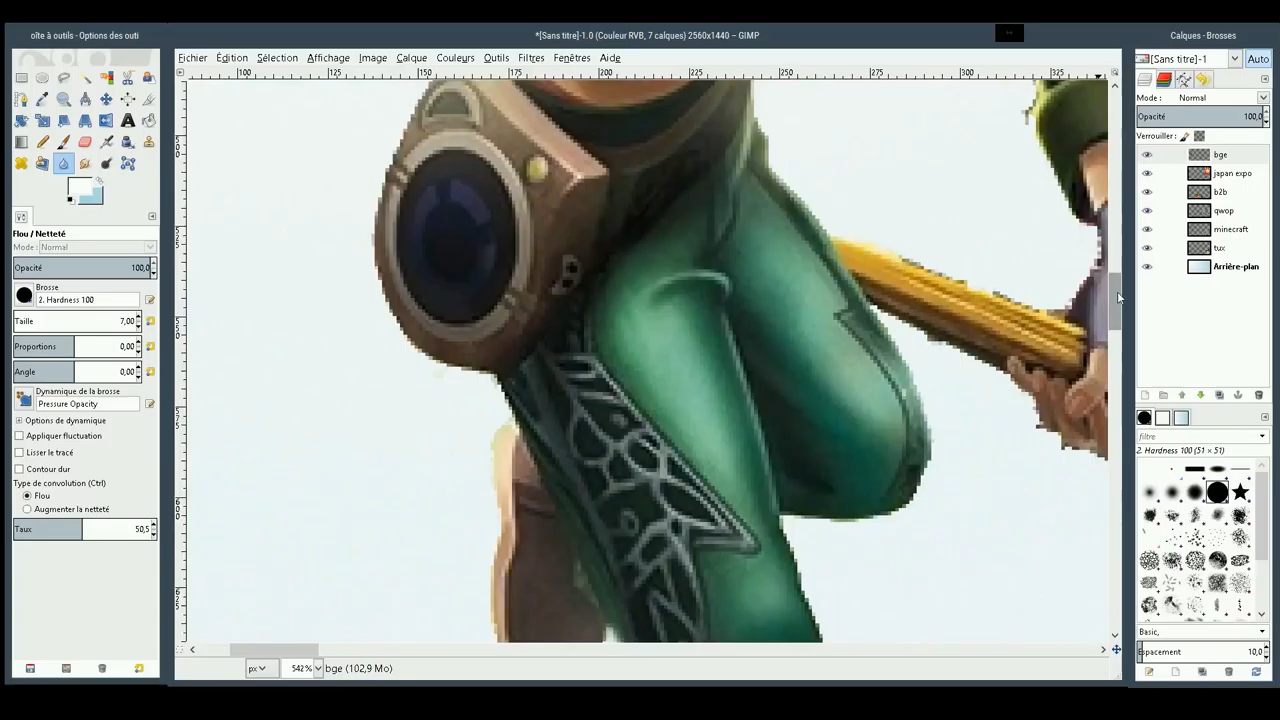 oîte à outils - Options des outi
*[Sans titre]-1.0 (Couleur RVB, 7 calques) 2560x1440 – GIMP
Calques - Brosses
Fichier Édition Sélection Affichage Image Calque Couleurs Outils Filtres Fenêtres Aide
[Sans titre]-1
Auto
100 125 150 175 200 225 250 275 300 325
Mode : Normal
Opacité 100,0
Verrouiller :
bge
japan expo
b2b
qwop
minecraft
tux
Arrière-plan
Flou / Netteté
Mode : Normal
Opacité 100,0
Brosse
2. Hardness 100
Taille 7,00
Proportions 0,00
Angle 0,00
Dynamique de la brosse
Pressure Opacity
Options de dynamique
Appliquer fluctuation
Lisser le tracé
Contour dur
Type de convolution (Ctrl)
Flou
Augmenter la netteté
Taux 50,5
filtre
2. Hardness 100 (51 × 51)
Basic,
Espacement 10,0
px 542% bge (102,9 Mo)